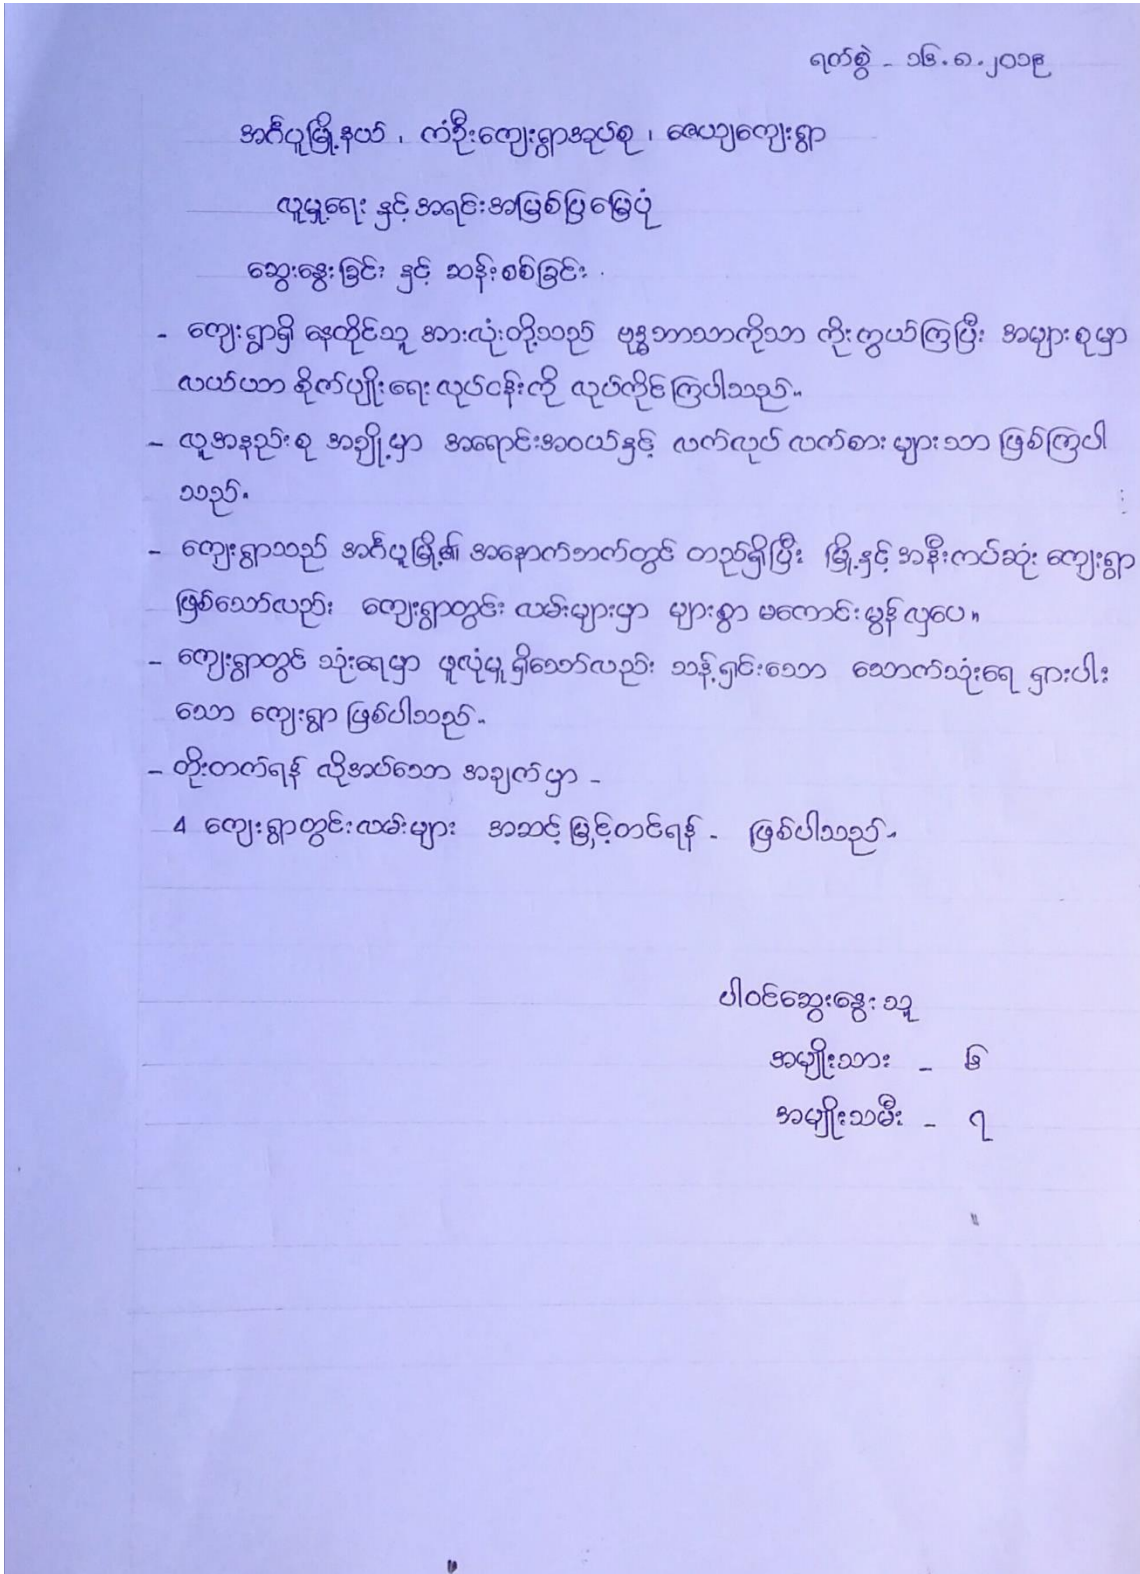 ရက်စွဲ - ၁၆.၈.၂၀၁၉
အင်္ဂပူမြို့နယ် ၊ ကံဦးကျေးရွာအုပ်စု ၊ ဇေယျကျေးရွာ
လူမှု့ရေး နှင့် အရင်းအမြစ်ပြမြေပုံ
ဆွေးနွေးခြင်း နှင့် ဆန်းစစ်ခြင်း .
- ကျေးရွာရှိ နေထိုင်သူ အားလုံးတို့သည် ဗုဒ္ဓဘာသာကိုသာ ကိုးကွယ်ကြပြီး အများစုမှာ
လယ်ယာ စိုက်ပျိုးရေး လုပ်ငန်းကို လုပ်ကိုင်ကြပါသည်။
- လူအနည်းစု အချို့မှာ အရောင်းအဝယ်နှင့် လက်လုပ် လက်စား များသာ ဖြစ်ကြပါ
သည်။
- ကျေးရွာသည် အင်္ဂပူမြို့၏ အနောက်ဘက်တွင် တည်ရှိပြီး မြို့နှင့် အနီးကပ်ဆုံး ကျေးရွာ
ဖြစ်သော်လည်း ကျေးရွာတွင်း လမ်းများမှာ များစွာ မကောင်းမွန်လှပေ။
- ကျေးရွာတွင် သုံးရေမှာ ဖူလုံမှု ရှိသော်လည်း သန့်ရှင်းသော သောက်သုံးရေ ရှားပါး
သော ကျေးရွာ ဖြစ်ပါသည်။
- တိုးတက်ရန် လိုအပ်သော အချက်မှာ -
4 ကျေးရွာတွင်းလမ်းများ အဆင့်မြှင့်တင်ရန် - ဖြစ်ပါသည်။
ပါဝင်ဆွေးနွေးသူ
အမျိုးသား - ၆
အမျိုးသမီး - ၇